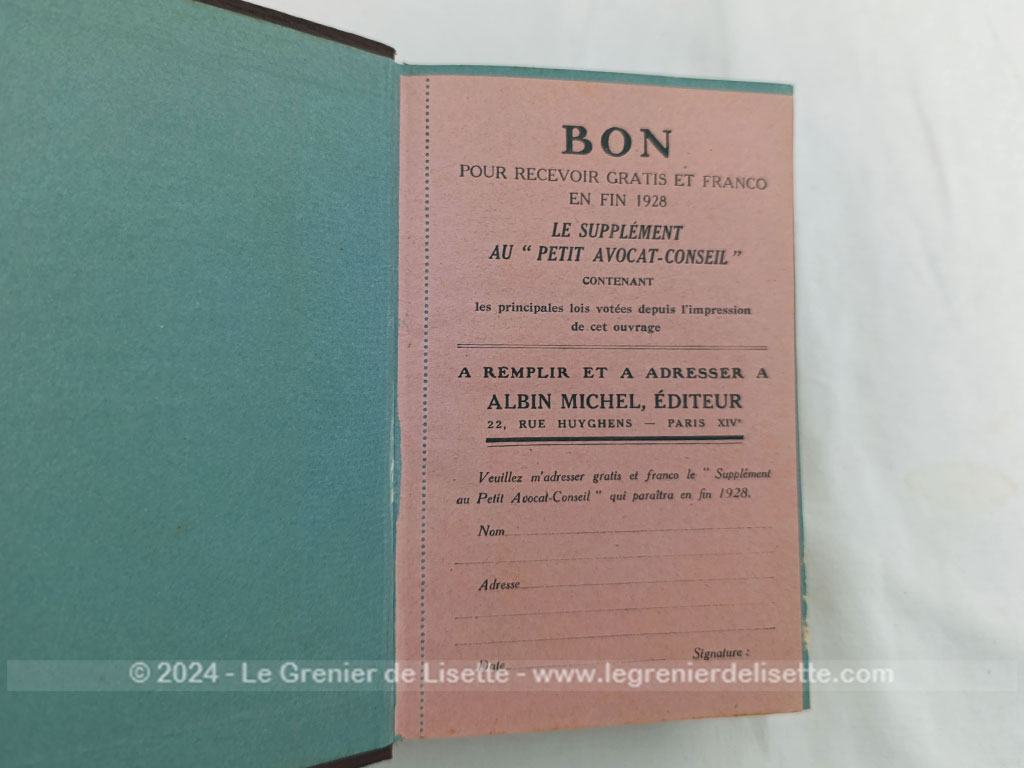 BON
POUR RECEVOIR GRATIS ET FRANCO
EN FIN 1928
LE SUPPLÉMENT
AU “ PETIT AVOCAT-CONSEIL ”
CONTENANT
les principales lois votées depuis l'impression
de cet ouvrage
A REMPLIR ET A ADRESSER A
ALBIN MICHEL, ÉDITEUR
22, RUE HUYGHENS — PARIS XIVe
Veuillez m'adresser gratis et franco le “ Supplément
au Petit Avocat-Conseil ” qui paraîtra en fin 1928.
Nom
Adresse
Signature :
Date
© 2024 - Le Grenier de Lisette - www.legrenierdelisette.com